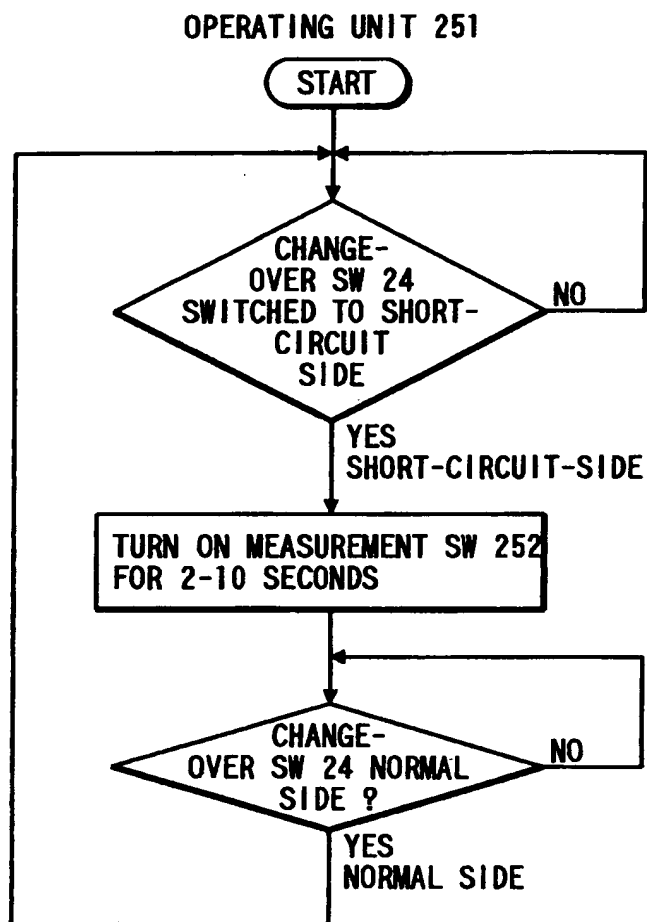 OPERATING UNIT 251
START
CHANGE-
OVER SW 24
SWITCHED TO SHORT-
CIRCUIT
SIDE
NO
YES
SHORT-CIRCUIT-SIDE
TURN ON MEASUREMENT SW 252
FOR 2-10 SECONDS
CHANGE-
OVER SW 24 NORMAL
SIDE ?
NO
YES
NORMAL SIDE